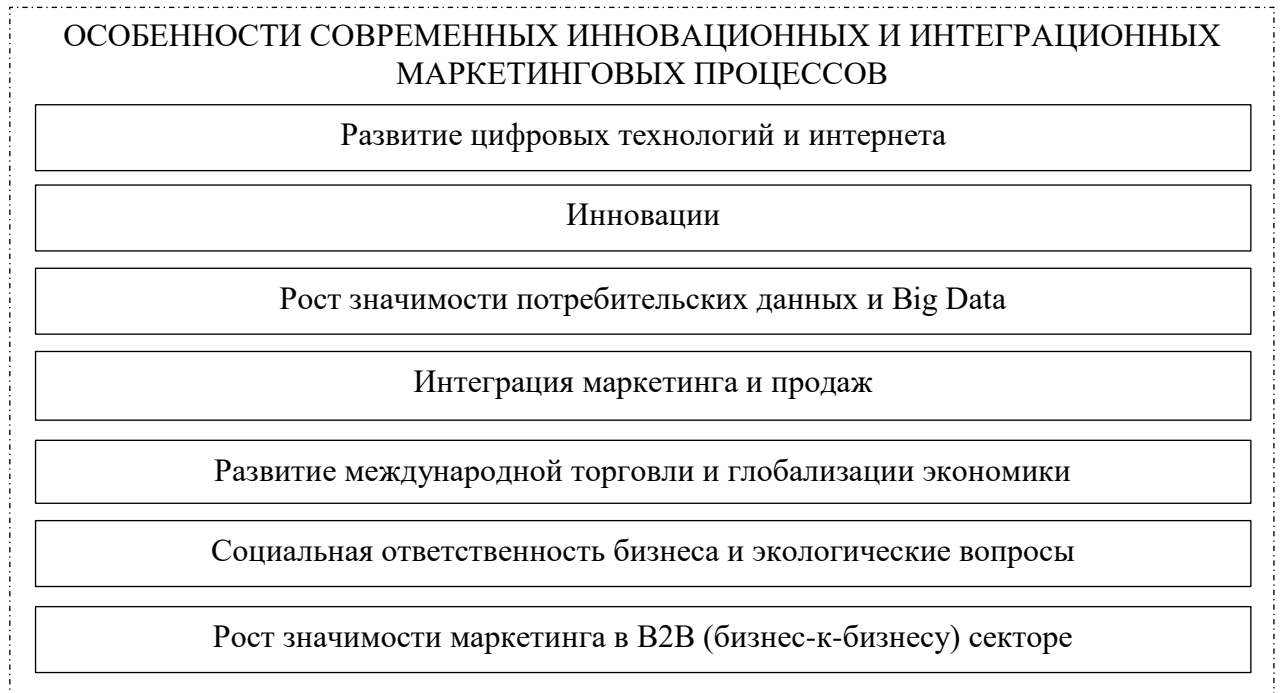 ОСОБЕННОСТИ СОВРЕМЕННЫХ ИННОВАЦИОННЫХ И ИНТЕГРАЦИОННЫХ
МАРКЕТИНГОВЫХ ПРОЦЕССОВ
Развитие цифровых технологий и интернета
Инновации
Рост значимости потребительских данных и Big Data
Интеграция маркетинга и продаж
Развитие международной торговли и глобализации экономики
Социальная ответственность бизнеса и экологические вопросы
Рост значимости маркетинга в B2B (бизнес-к-бизнесу) секторе